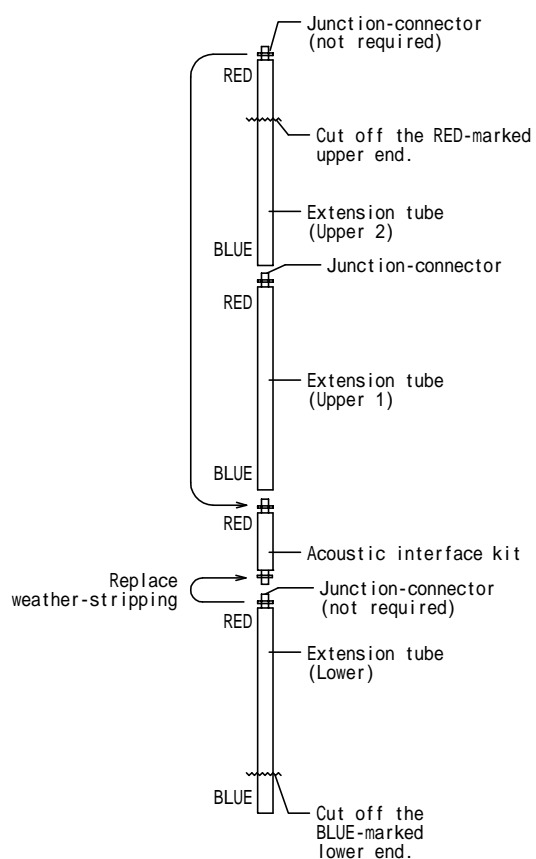 Junction-connector
(not required)
RED
Cut off the RED-marked
upper end.
Extension tube
(Upper 2)
BLUE
Junction-connector
RED
Extension tube
(Upper 1)
BLUE
RED
Acoustic interface kit
Replace
weather-stripping
Junction-connector
(not required)
RED
Extension tube
(Lower)
BLUE
Cut off the
BLUE-marked
lower end.